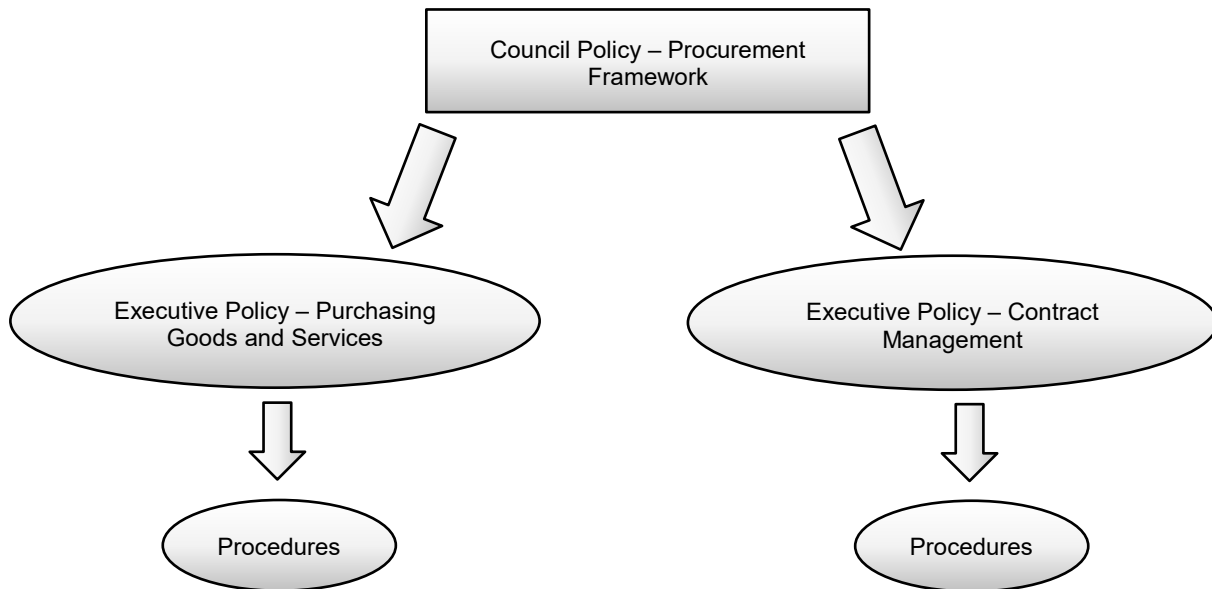 Council Policy – Procurement
Framework
Executive Policy – Purchasing
Goods and Services
Executive Policy – Contract
Management
Procedures
Procedures